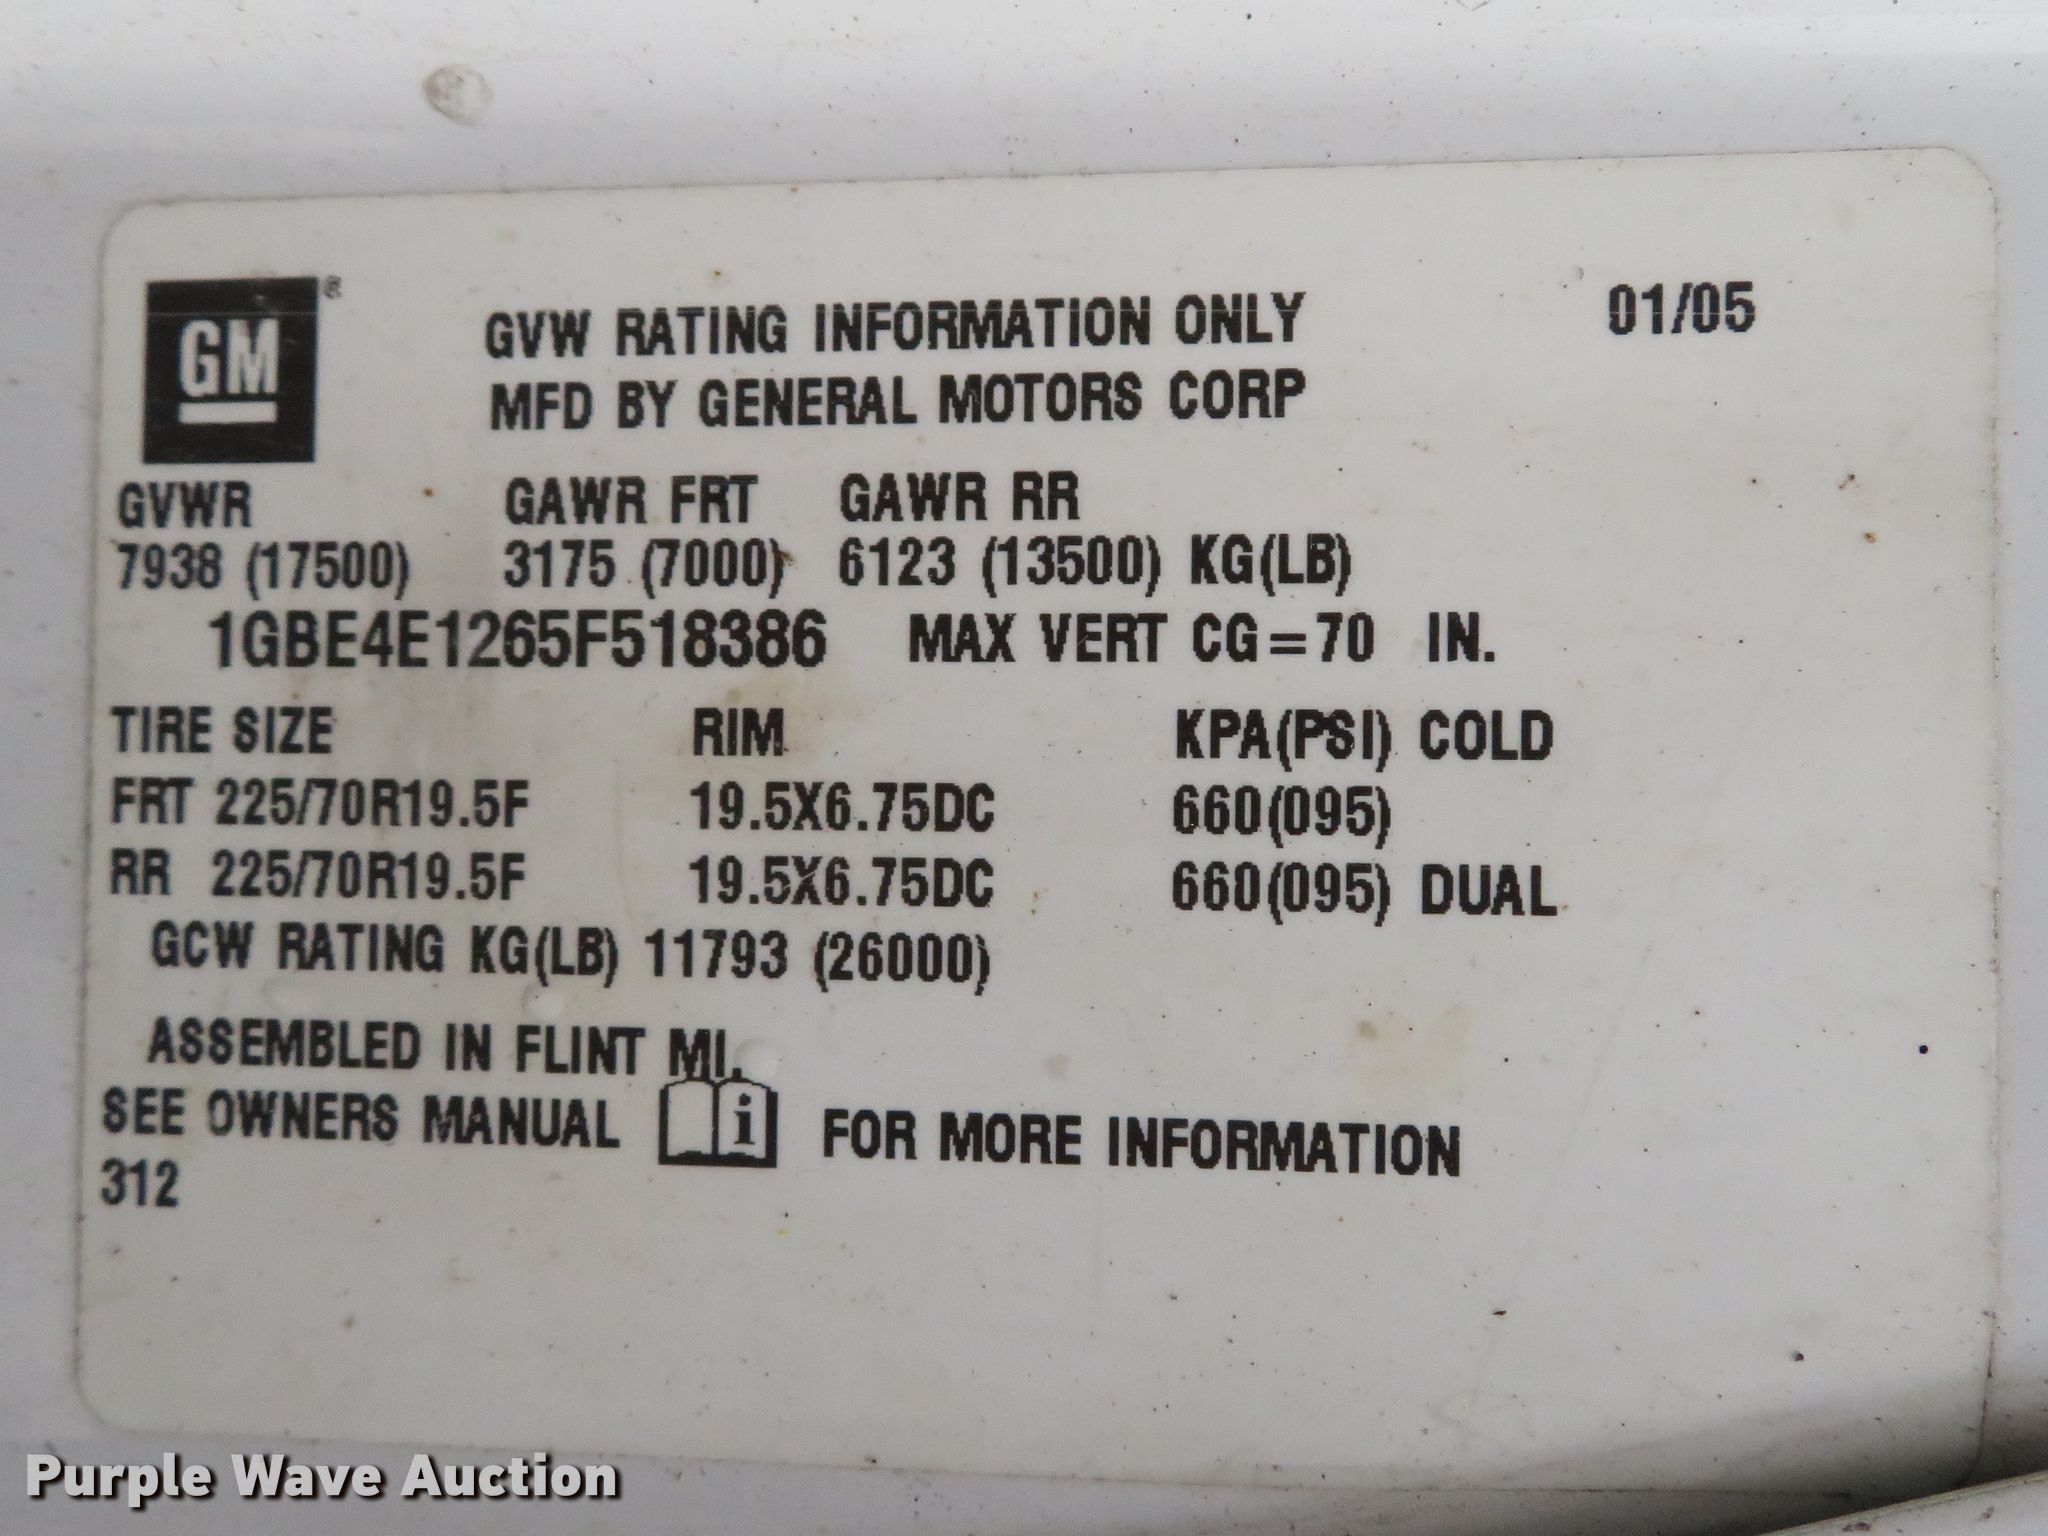 GM ®
GVW RATING INFORMATION ONLY 01/05
MFD BY GENERAL MOTORS CORP
GVWR GAWR FRT GAWR RR
7938 (17500) 3175 (7000) 6123 (13500) KG(LB)
1GBE4E1265F518386 MAX VERT CG=70 IN.
TIRE SIZE RIM KPA(PSI) COLD
FRT 225/70R19.5F 19.5X6.75DC 660(095)
RR 225/70R19.5F 19.5X6.75DC 660(095) DUAL
GCW RATING KG(LB) 11793 (26000)
ASSEMBLED IN FLINT MI.
SEE OWNERS MANUAL i FOR MORE INFORMATION
312
Purple Wave Auction